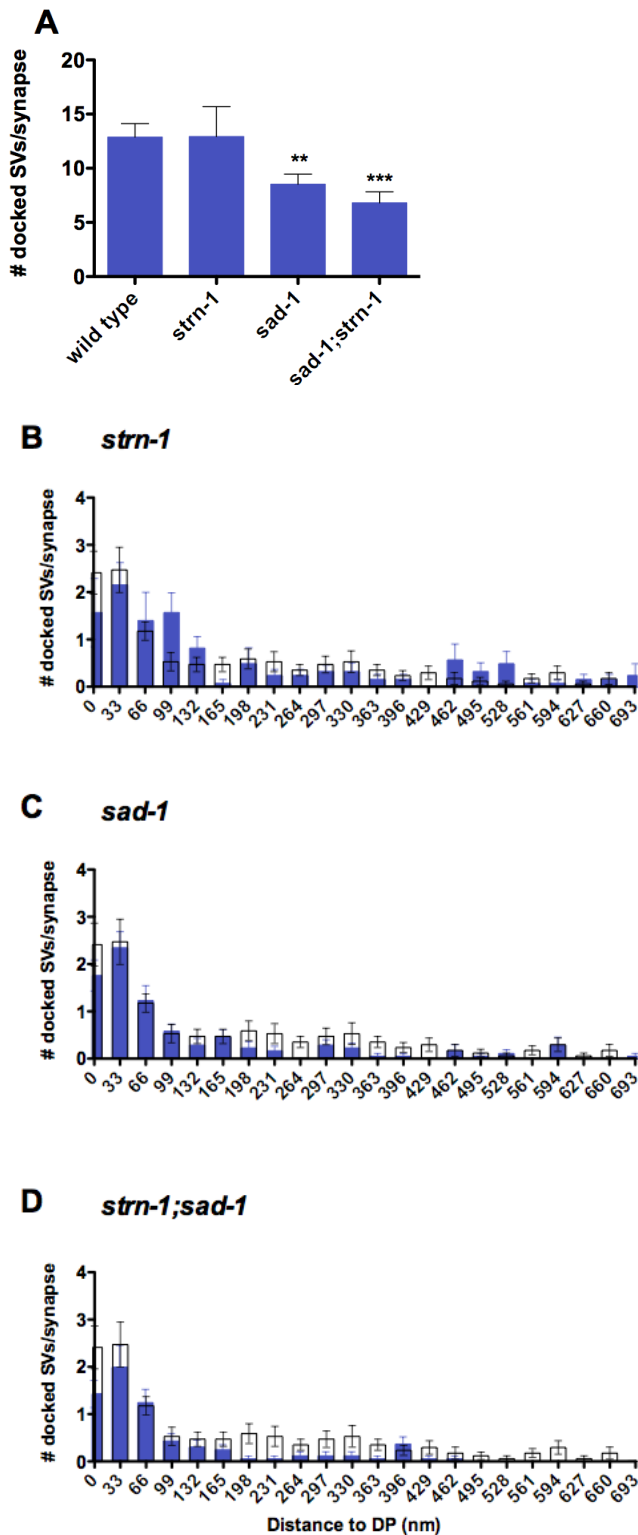 A
# docked SVs/synapse
20
15
10
5
0
**
***
wild type
strn-1
sad-1
sad-1;strn-1
B strn-1
# docked SVs/synapse
4
3
2
1
0
0 33 66 99 132 165 198 231 264 297 330 363 396 429 462 495 528 561 594 627 660 693
C sad-1
# docked SVs/synapse
4
3
2
1
0
0 33 66 99 132 165 198 231 264 297 330 363 396 429 462 495 528 561 594 627 660 693
D strn-1;sad-1
# docked SVs/synapse
4
3
2
1
0
0 33 66 99 132 165 198 231 264 297 330 363 396 429 462 495 528 561 594 627 660 693
Distance to DP (nm)